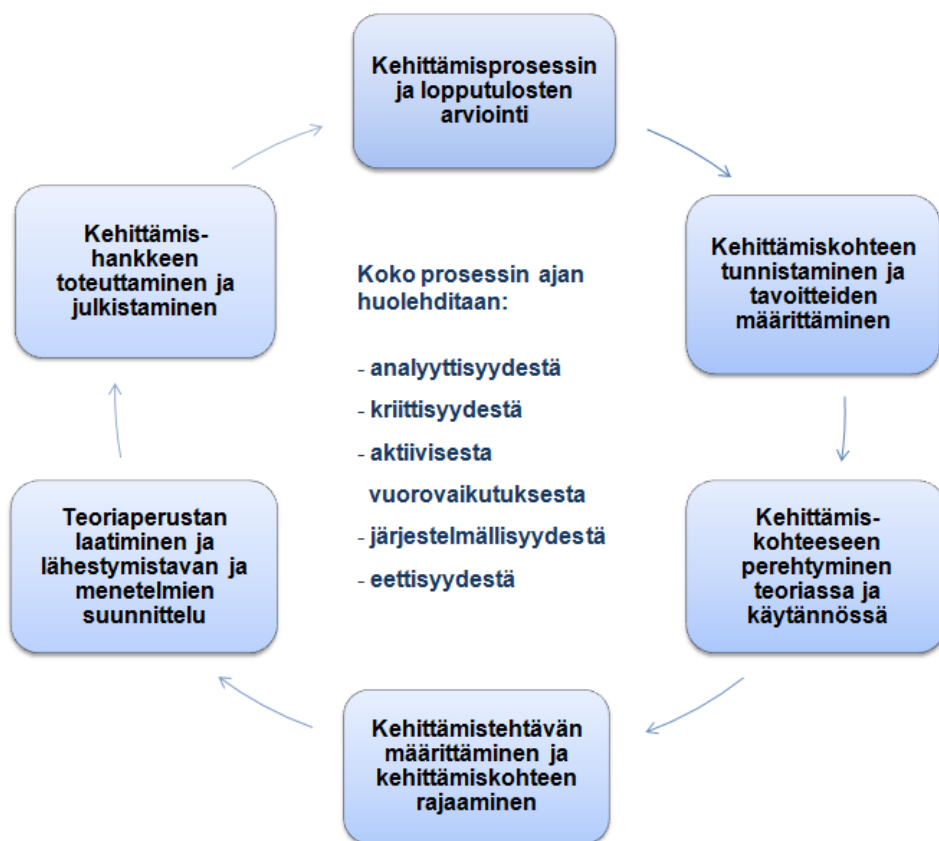 Kehittämisprosessin
ja lopputulosten
arviointi
Kehittämiskohteen
tunnistaminen ja
tavoitteiden
määrittäminen
Kehittämis-
kohteeseen
perehtyminen
teoriassa ja
käytännössä
Kehittämistehtävän
määrittäminen ja
kehittämiskohteen
rajaaminen
Teoriaperustan
laatiminen ja
lähestymistavan ja
menetelmien
suunnittelu
Kehittämis-
hankkeen
toteuttaminen ja
julkistaminen
Koko prosessin ajan
huolehditaan:
- analyyttisyydestä
- kriittisyydestä
- aktiivisesta
vuorovaikutuksesta
- järjestelmällisyydestä
- eettisyydestä